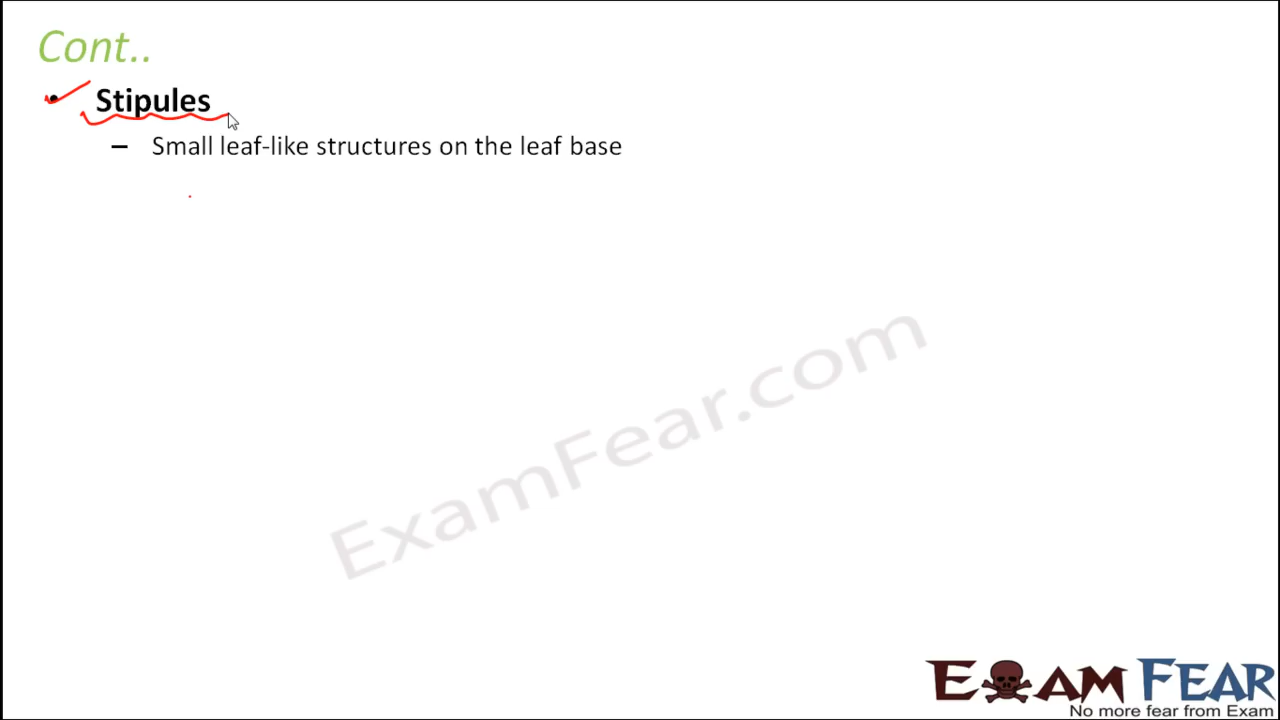 Cont..
• Stipules
– Small leaf-like structures on the leaf base
ExamFear.com
EXAM FEAR
No more fear from Exam